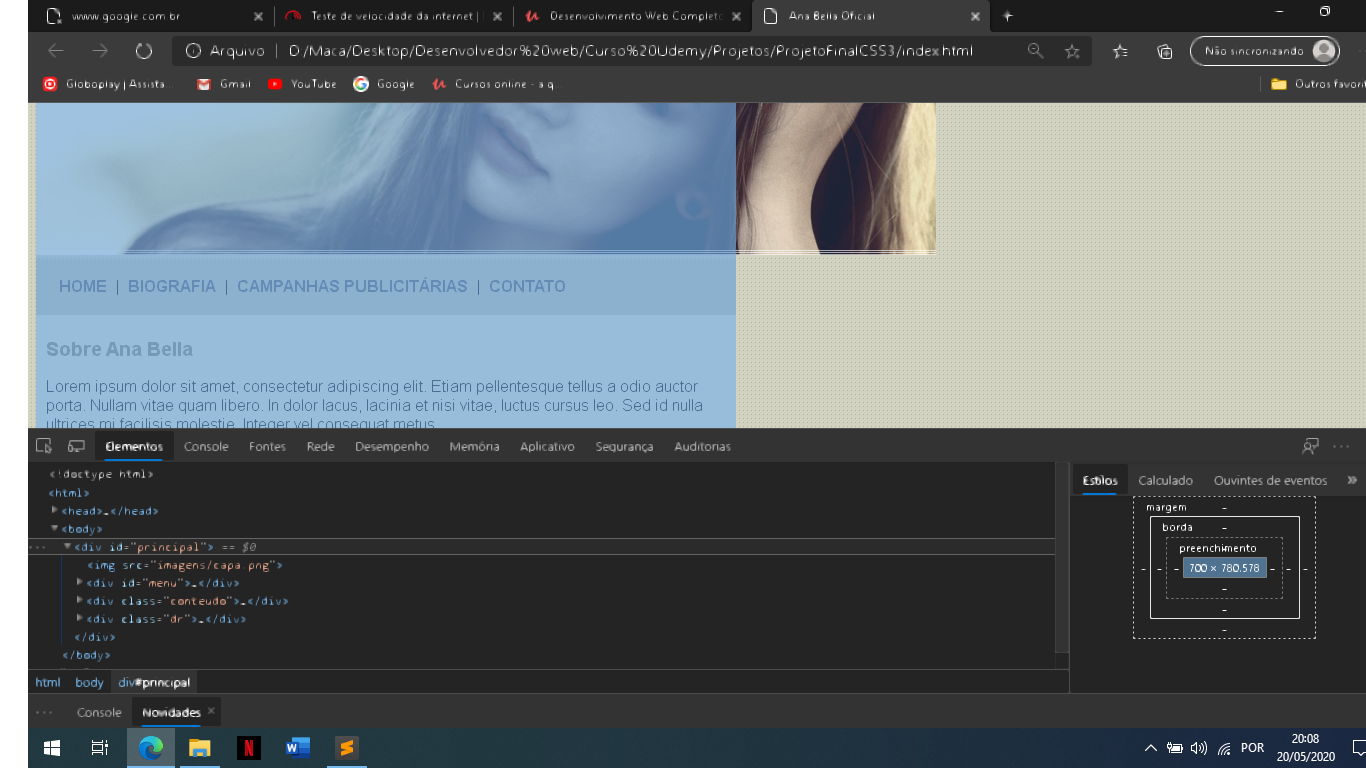 www.google.com.br
Teste de velocidade da internet |
Desenvolvimento Web Completo
Ana Bella Oficial
Arquivo | D:/Maca/Desktop/Desenvolvedor%20web/Curso%20Udemy/Projetos/ProjetoFinalCSS3/index.html
Não sincronizando
Globoplay | Assista...
Gmail
YouTube
Google
Cursos online - a q...
Outros favorit
HOME | BIOGRAFIA | CAMPANHAS PUBLICITÁRIAS | CONTATO
Sobre Ana Bella
Lorem ipsum dolor sit amet, consectetur adipiscing elit. Etiam pellentesque tellus a odio auctor
porta. Nullam vitae quam libero. In dolor lacus, lacinia et nisi vitae, luctus cursus leo. Sed id nulla
ultrices mi facilisis molestie. Integer vel consequat metus.
Elementos Console Fontes Rede Desempenho Memória Aplicativo Segurança Auditorias
<!doctype html>
<html>
<head>…</head>
<body>
<div id="principal"> == $0
<img src="imagens/capa.png">
<div id="menu">…</div>
<div class="conteudo">…</div>
<div class="dr">…</div>
</div>
</body>
html body div#principal
Estilos Calculado Ouvintes de eventos
margem -
borda -
preenchimento -
- - - 700 × 780.578 - - -
-
-
-
Console Novidades
W
POR
20:08
20/05/2020